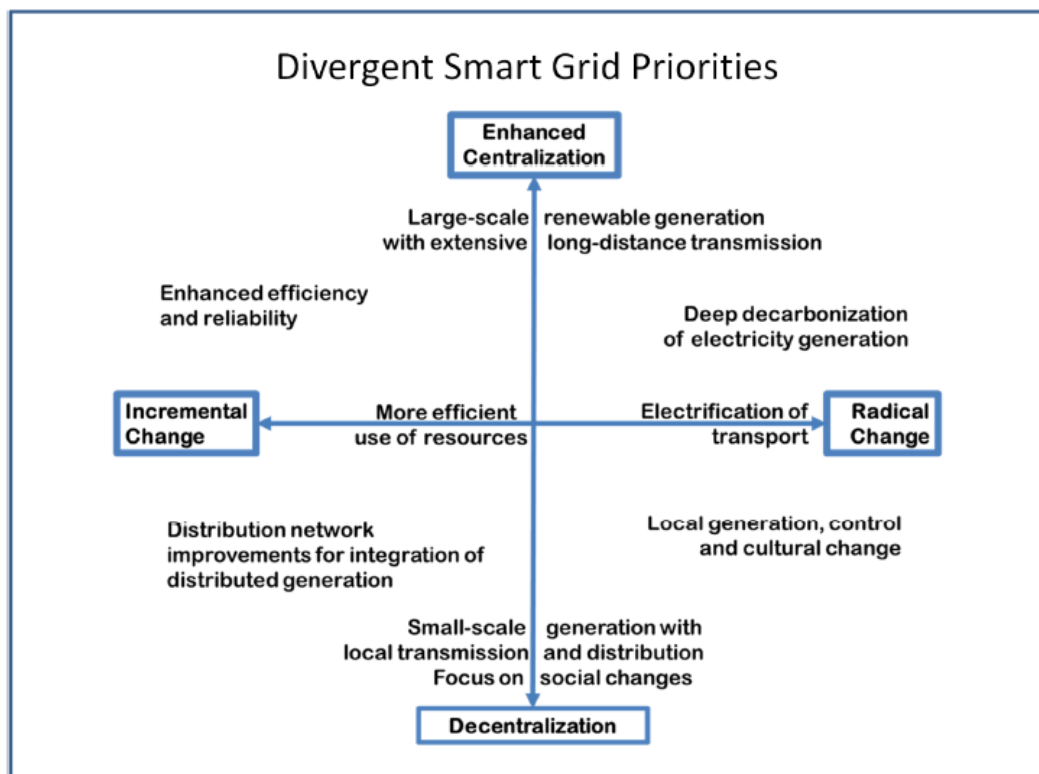 Divergent Smart Grid Priorities
Enhanced
Centralization
Large-scale renewable generation
with extensive long-distance transmission
Enhanced efficiency
and reliability
Deep decarbonization
of electricity generation
Incremental
Change
More efficient
use of resources
Electrification of
transport
Radical
Change
Distribution network
improvements for integration of
distributed generation
Local generation, control
and cultural change
Small-scale generation with
local transmission and distribution
Focus on social changes
Decentralization